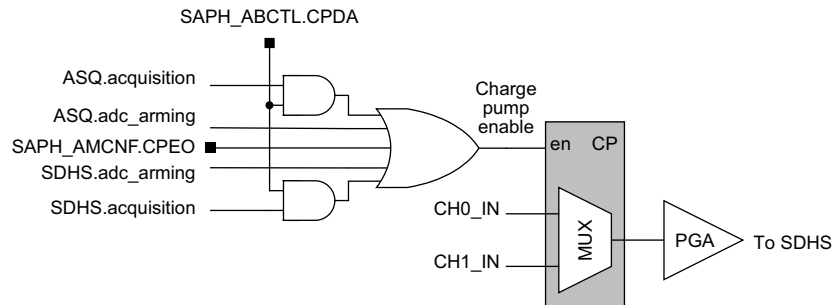 SAPH_ABCTL.CPDA
ASQ.acquisition
ASQ.adc_arming
SAPH_AMCNF.CPEO
SDHS.adc_arming
SDHS.acquisition
Charge
pump
enable
en CP
CH0_IN
CH1_IN
MUX
PGA
To SDHS